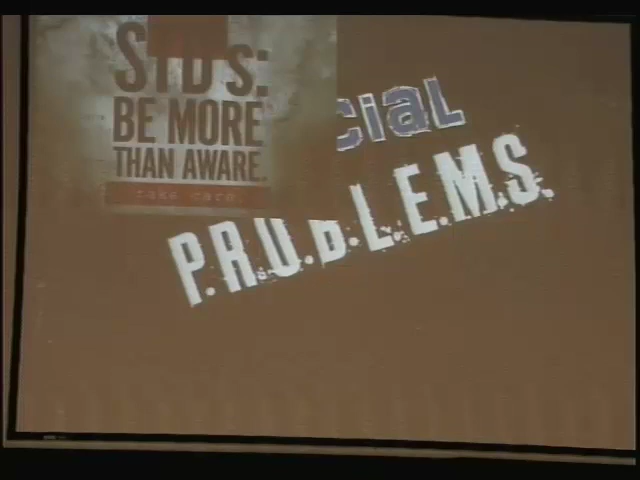 STD's:
BE MORE
THAN AWARE.
take care.
cial
P.R.O.B.L.E.M.S.